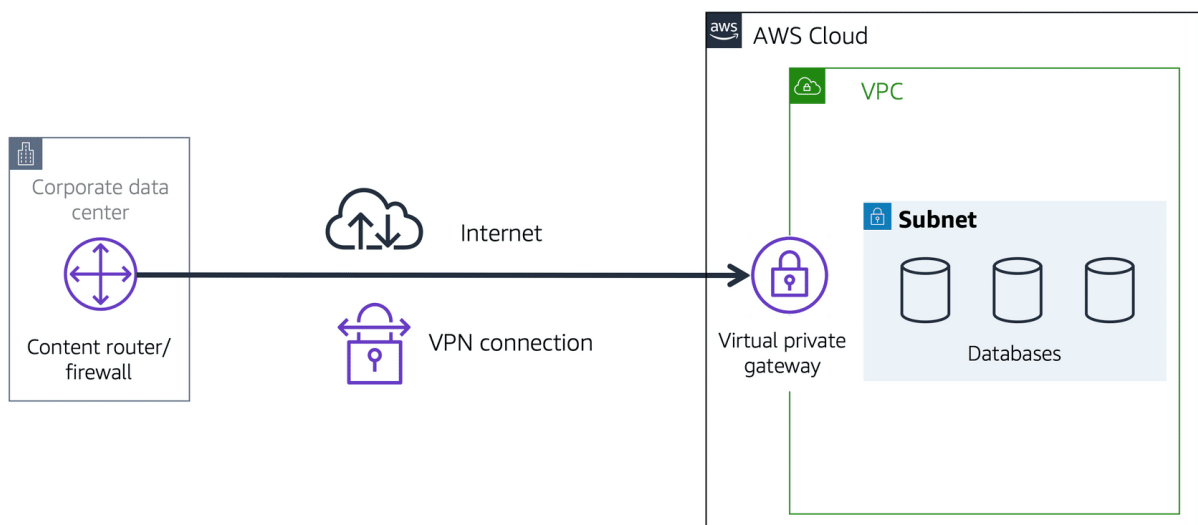 aws
AWS Cloud
VPC
Corporate data
center
Internet
Subnet
Content router/
firewall
VPN connection
Virtual private
gateway
Databases